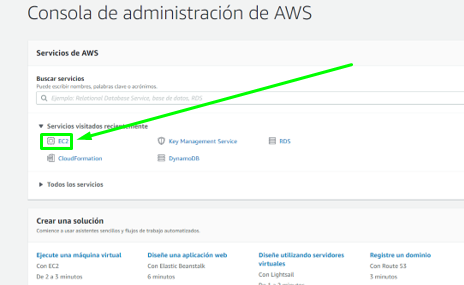 Consola de administración de AWS
Servicios de AWS
Buscar servicios
Puede escribir nombres, palabras clave o acrónimos.
Ejemplo: Relational Database Service, base de datos, RDS
Servicios visitados recientemente
EC2 Key Management Service RDS
CloudFormation DynamoDB
Todos los servicios
Crear una solución
Comience a usar asistentes sencillos y flujos de trabajo automatizados.
Ejecute una máquina virtual Diseñe una aplicación web Diseñe utilizando servidores virtuales Registre un dominio
Con EC2 Con Elastic Beanstalk Con Lightsail Con Route 53
De 2 a 3 minutos 6 minutos 3 minutos